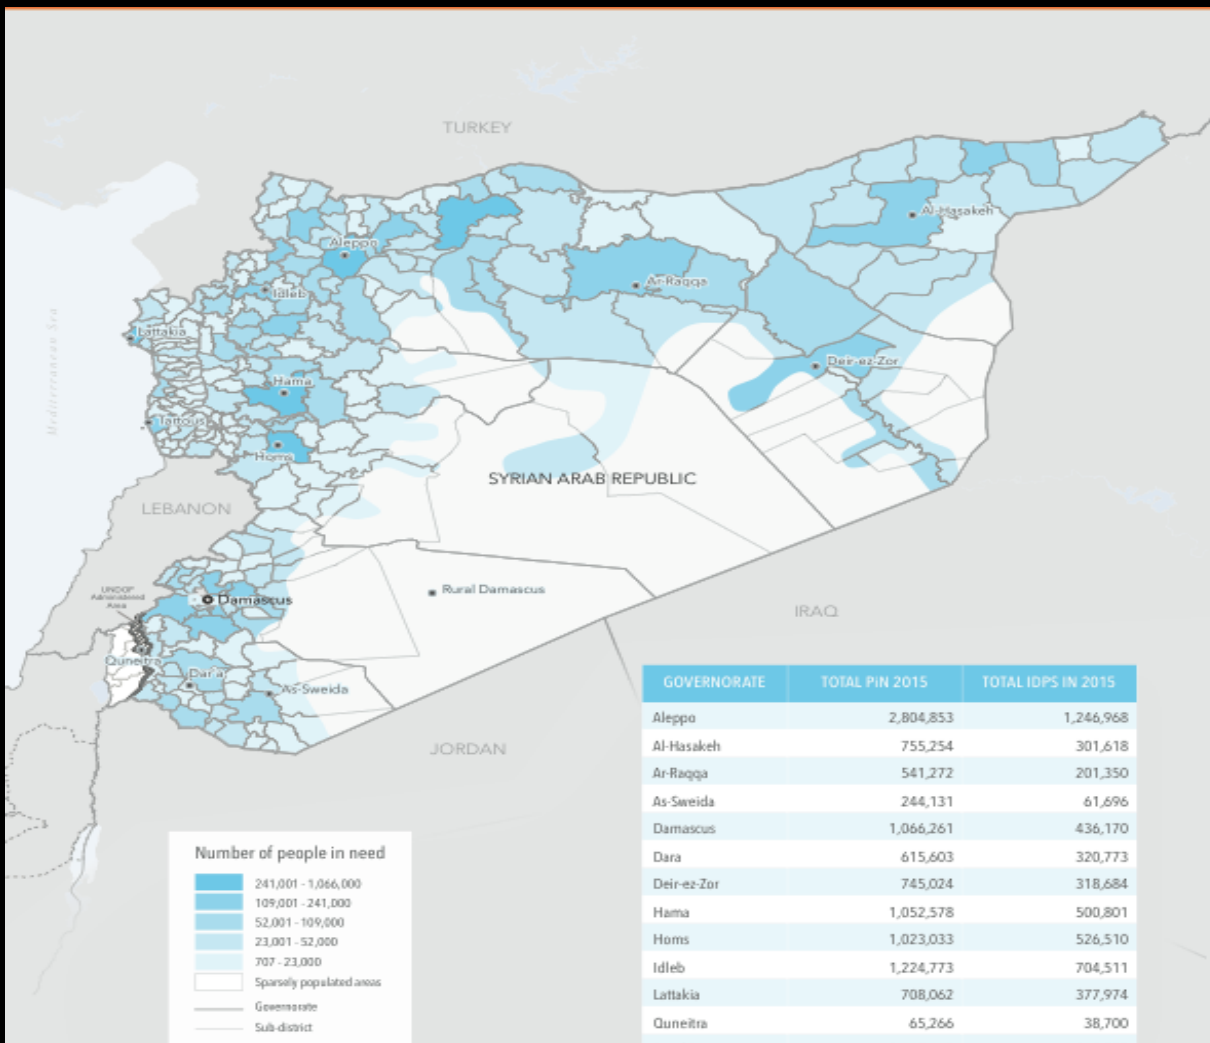 TURKEY
Al-Hasakeh
Aleppo
Ar-Raqqa
Idleb
Lattakia
Deir-ez-Zor
Mediterranean Sea
Hama
Tartous
Homs
SYRIAN ARAB REPUBLIC
LEBANON
UNDOF
Administered
Area
Damascus
Rural Damascus
IRAQ
Quneitra
Dar'a
As-Sweida
JORDAN
GOVERNORATE TOTAL PiN 2015 TOTAL IDPS IN 2015
Aleppo 2,804,853 1,246,968
Al-Hasakeh 755,254 301,618
Ar-Raqqa 541,272 201,350
As-Sweida 244,131 61,696
Damascus 1,066,261 436,170
Dara 615,603 320,773
Deir-ez-Zor 745,024 318,684
Hama 1,052,578 500,801
Homs 1,023,033 526,510
Idleb 1,224,773 704,511
Lattakia 708,062 377,974
Quneitra 65,266 38,700
Number of people in need
241,001 - 1,066,000
109,001 - 241,000
52,001 - 109,000
23,001 - 52,000
707 - 23,000
Sparsely populated areas
Governorate
Sub-district